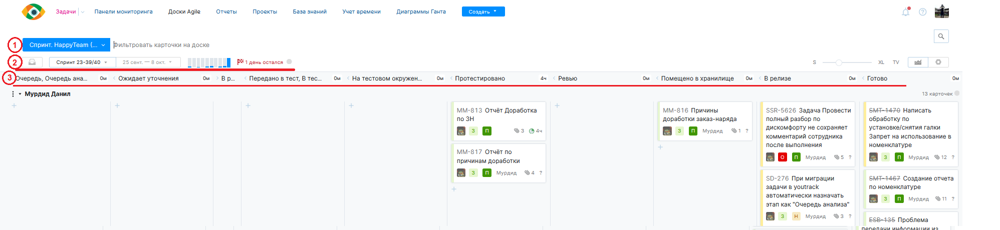 Задачи Панели мониторинга Доски Agile Отчеты Проекты База знаний Учет времени Диаграммы Ганта Создать
1 Спринт. HappyTeam (... Фильтровать карточки на доске
2 Спринт 23-39/40 25 сент. — 8 окт. 1 день остался S XL TV
3 Очередь, Очередь ана... 0м Ожидает уточнения 0м В р... 0м Передано в тест, В тес... 0м На тестовом окружен... 0м Протестировано 4ч Ревью 0м Помещено в хранилище 0м В релизе 0м Готово 0м
Мурдид Данил 13 карточек
MM-813 Отчёт Доработка
по ЗН
З П 3 4ч
MM-817 Отчёт по
причинам доработки
З П Мурдид 4 ?
MM-816 Причины
доработки заказ-наряда
З П Мурдид 1 ?
SSR-5626 Задача Провести
полный разбор по
дискомфорту не сохраняет
комментарий сотрудника
после выполнения
О П Мурдид 5 ?
SD-276 При миграции
задачи в youtrack
автоматически назначать
этап как "Очередь анализа"
З Н Мурдид 3 ?
SMT-1470 Написать
обработку по
установке/снятия галки
Запрет на использование в
номенклатуре
З П Мурдид 12 ?
SMT-1467 Создание отчета
по номенклатуре
З П Мурдид 11 ?
ESB-135 Проблема
передачи информации из